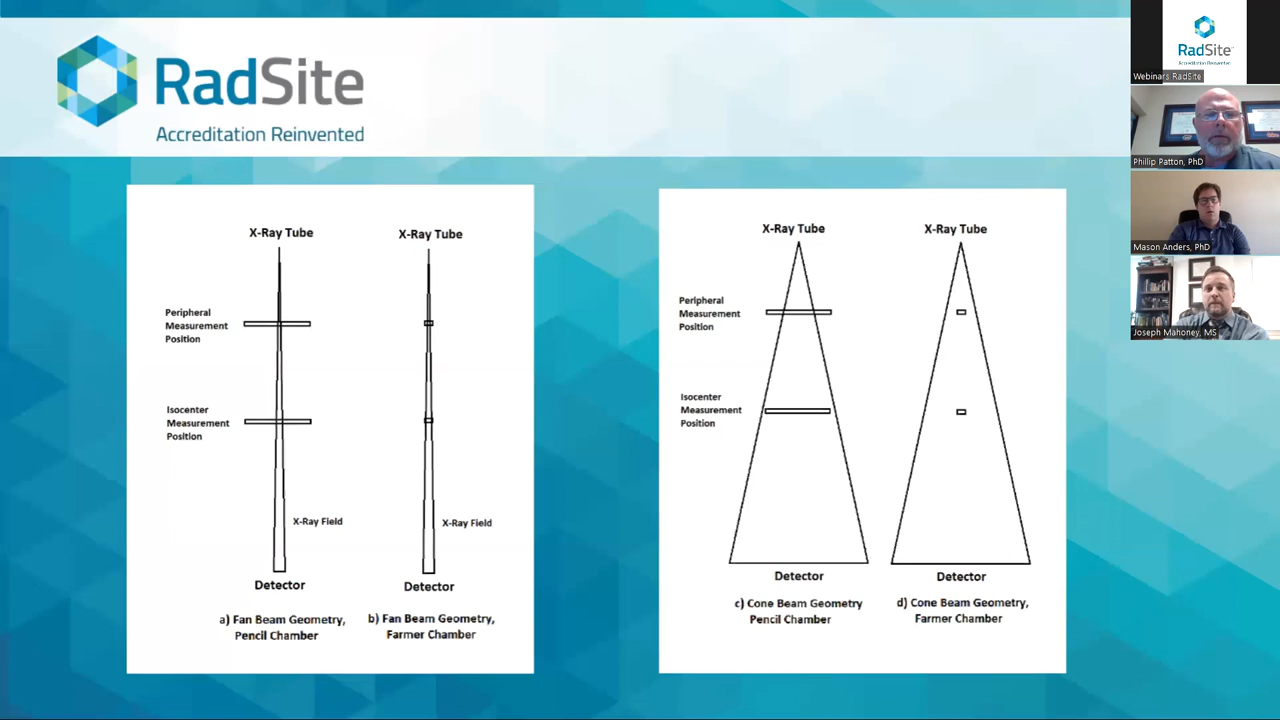 RadSite
Accreditation Reinvented
X-Ray Tube
X-Ray Tube
Peripheral
Measurement
Position
Isocenter
Measurement
Position
X-Ray Field
X-Ray Field
Detector
Detector
a) Fan Beam Geometry,
Pencil Chamber
b) Fan Beam Geometry,
Farmer Chamber
X-Ray Tube
X-Ray Tube
Peripheral
Measurement
Position
Isocenter
Measurement
Position
Detector
Detector
c) Cone Beam Geometry
Pencil Chamber
d) Cone Beam Geometry,
Farmer Chamber
RadSite
Accreditation Reinvented
Webinars RadSite
Phillip Patton, PhD
Mason Anders, PhD
Joseph Mahoney, MS